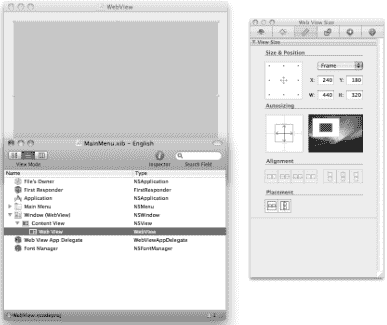 WebView
MainMenu.nib - English
View Mode
Inspector
Search Field
Name
Type
File's Owner
NSApplication
First Responder
FirstResponder
Application
NSApplication
Main Menu
NSMenu
Window (WebView)
NSWindow
Content View
NSView
Web View
WebView
Web View App Delegate
WebViewAppDelegate
Font Manager
NSFontManager
WebView.xcodeproj
Web View Size
View Size
Size & Position
Frame
X: 240 Y: 180
W: 440 H: 320
Autosizing
Alignment
Placement